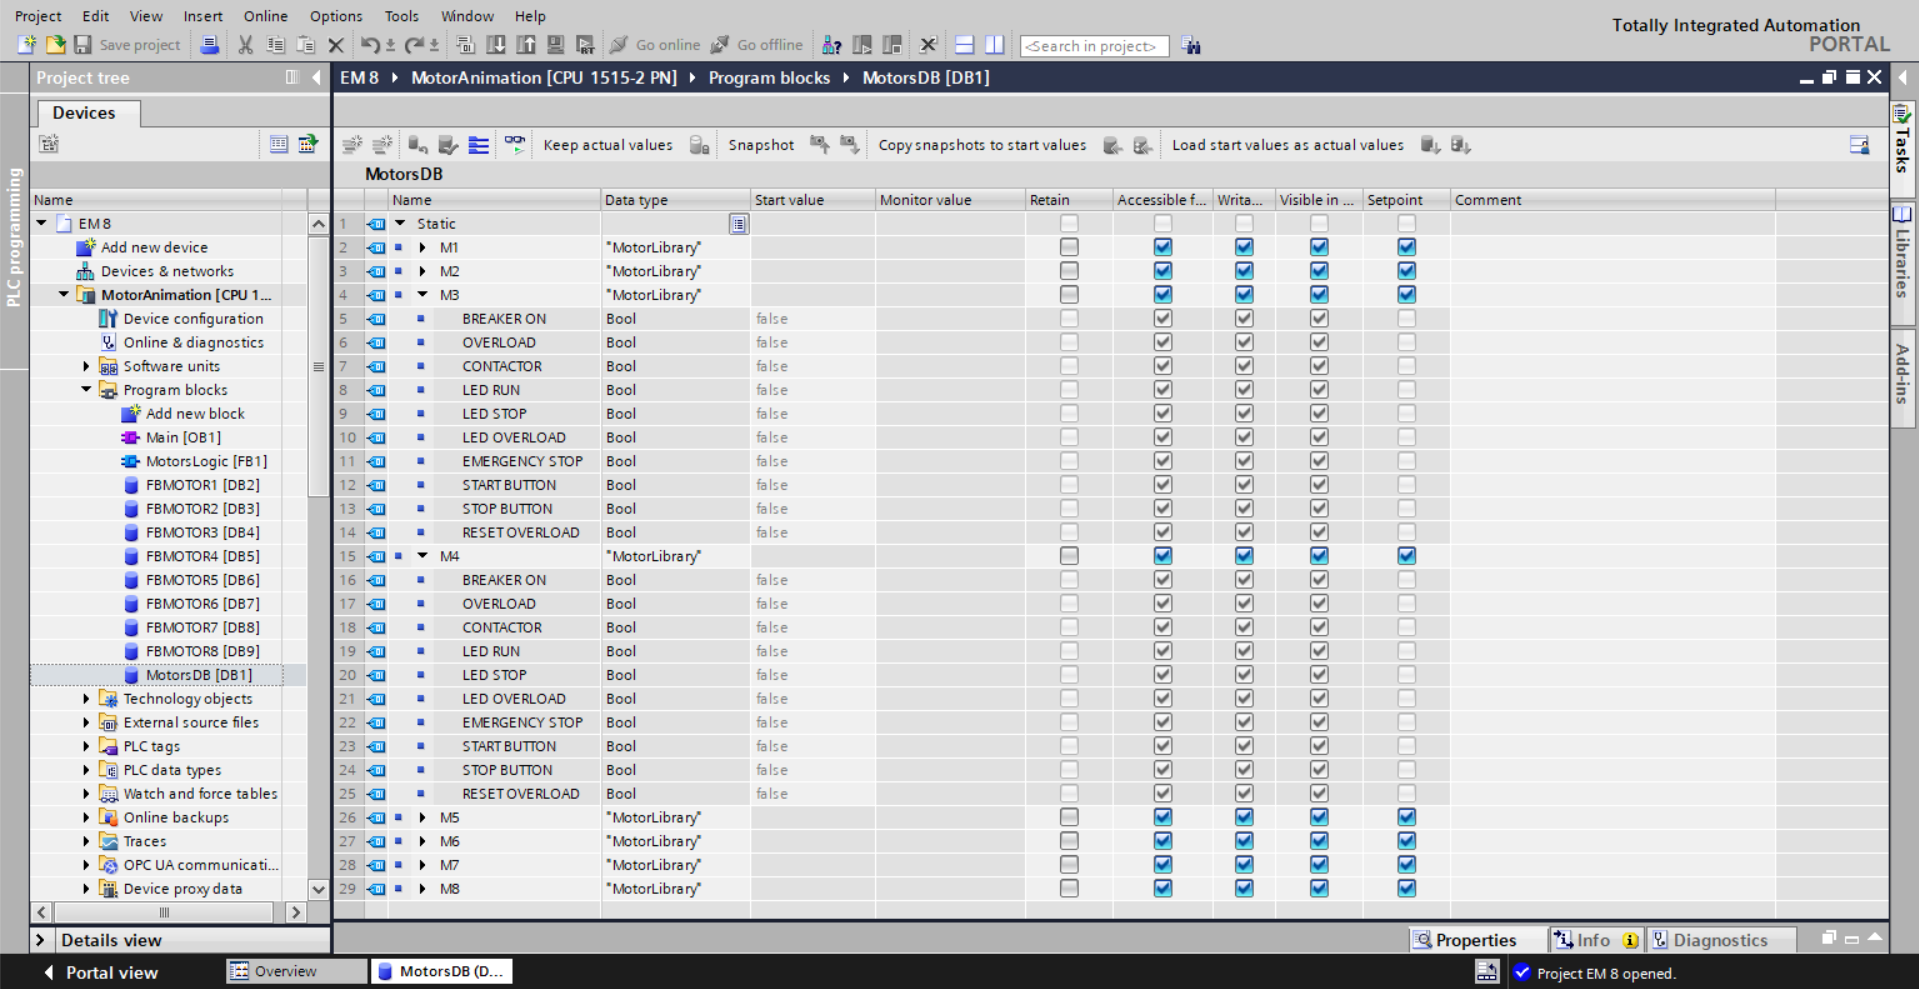 Project Edit View Insert Online Options Tools Window Help
Totally Integrated Automation
PORTAL
Save project Go online Go offline <Search in project>
Project tree
EM 8 MotorAnimation [CPU 1515-2 PN] Program blocks MotorsDB [DB1]
Devices
Keep actual values Snapshot Copy snapshots to start values Load start values as actual values
PLC programming
Name
EM 8
Add new device
Devices & networks
MotorAnimation [CPU 1...
Device configuration
Online & diagnostics
Software units
Program blocks
Add new block
Main [OB1]
MotorsLogic [FB1]
FBMOTOR1 [DB2]
FBMOTOR2 [DB3]
FBMOTOR3 [DB4]
FBMOTOR4 [DB5]
FBMOTOR5 [DB6]
FBMOTOR6 [DB7]
FBMOTOR7 [DB8]
FBMOTOR8 [DB9]
MotorsDB [DB1]
Technology objects
External source files
PLC tags
PLC data types
Watch and force tables
Online backups
Traces
OPC UA communicati...
Device proxy data
Details view
MotorsDB
Name Data type Start value Monitor value Retain Accessible f... Writa... Visible in ... Setpoint Comment
1 Static
2 M1 "MotorLibrary"
3 M2 "MotorLibrary"
4 M3 "MotorLibrary"
5 BREAKER ON Bool false
6 OVERLOAD Bool false
7 CONTACTOR Bool false
8 LED RUN Bool false
9 LED STOP Bool false
10 LED OVERLOAD Bool false
11 EMERGENCY STOP Bool false
12 START BUTTON Bool false
13 STOP BUTTON Bool false
14 RESET OVERLOAD Bool false
15 M4 "MotorLibrary"
16 BREAKER ON Bool false
17 OVERLOAD Bool false
18 CONTACTOR Bool false
19 LED RUN Bool false
20 LED STOP Bool false
21 LED OVERLOAD Bool false
22 EMERGENCY STOP Bool false
23 START BUTTON Bool false
24 STOP BUTTON Bool false
25 RESET OVERLOAD Bool false
26 M5 "MotorLibrary"
27 M6 "MotorLibrary"
28 M7 "MotorLibrary"
29 M8 "MotorLibrary"
Tasks
Libraries
Add-ins
Properties Info Diagnostics
Portal view Overview MotorsDB (D... Project EM 8 opened.